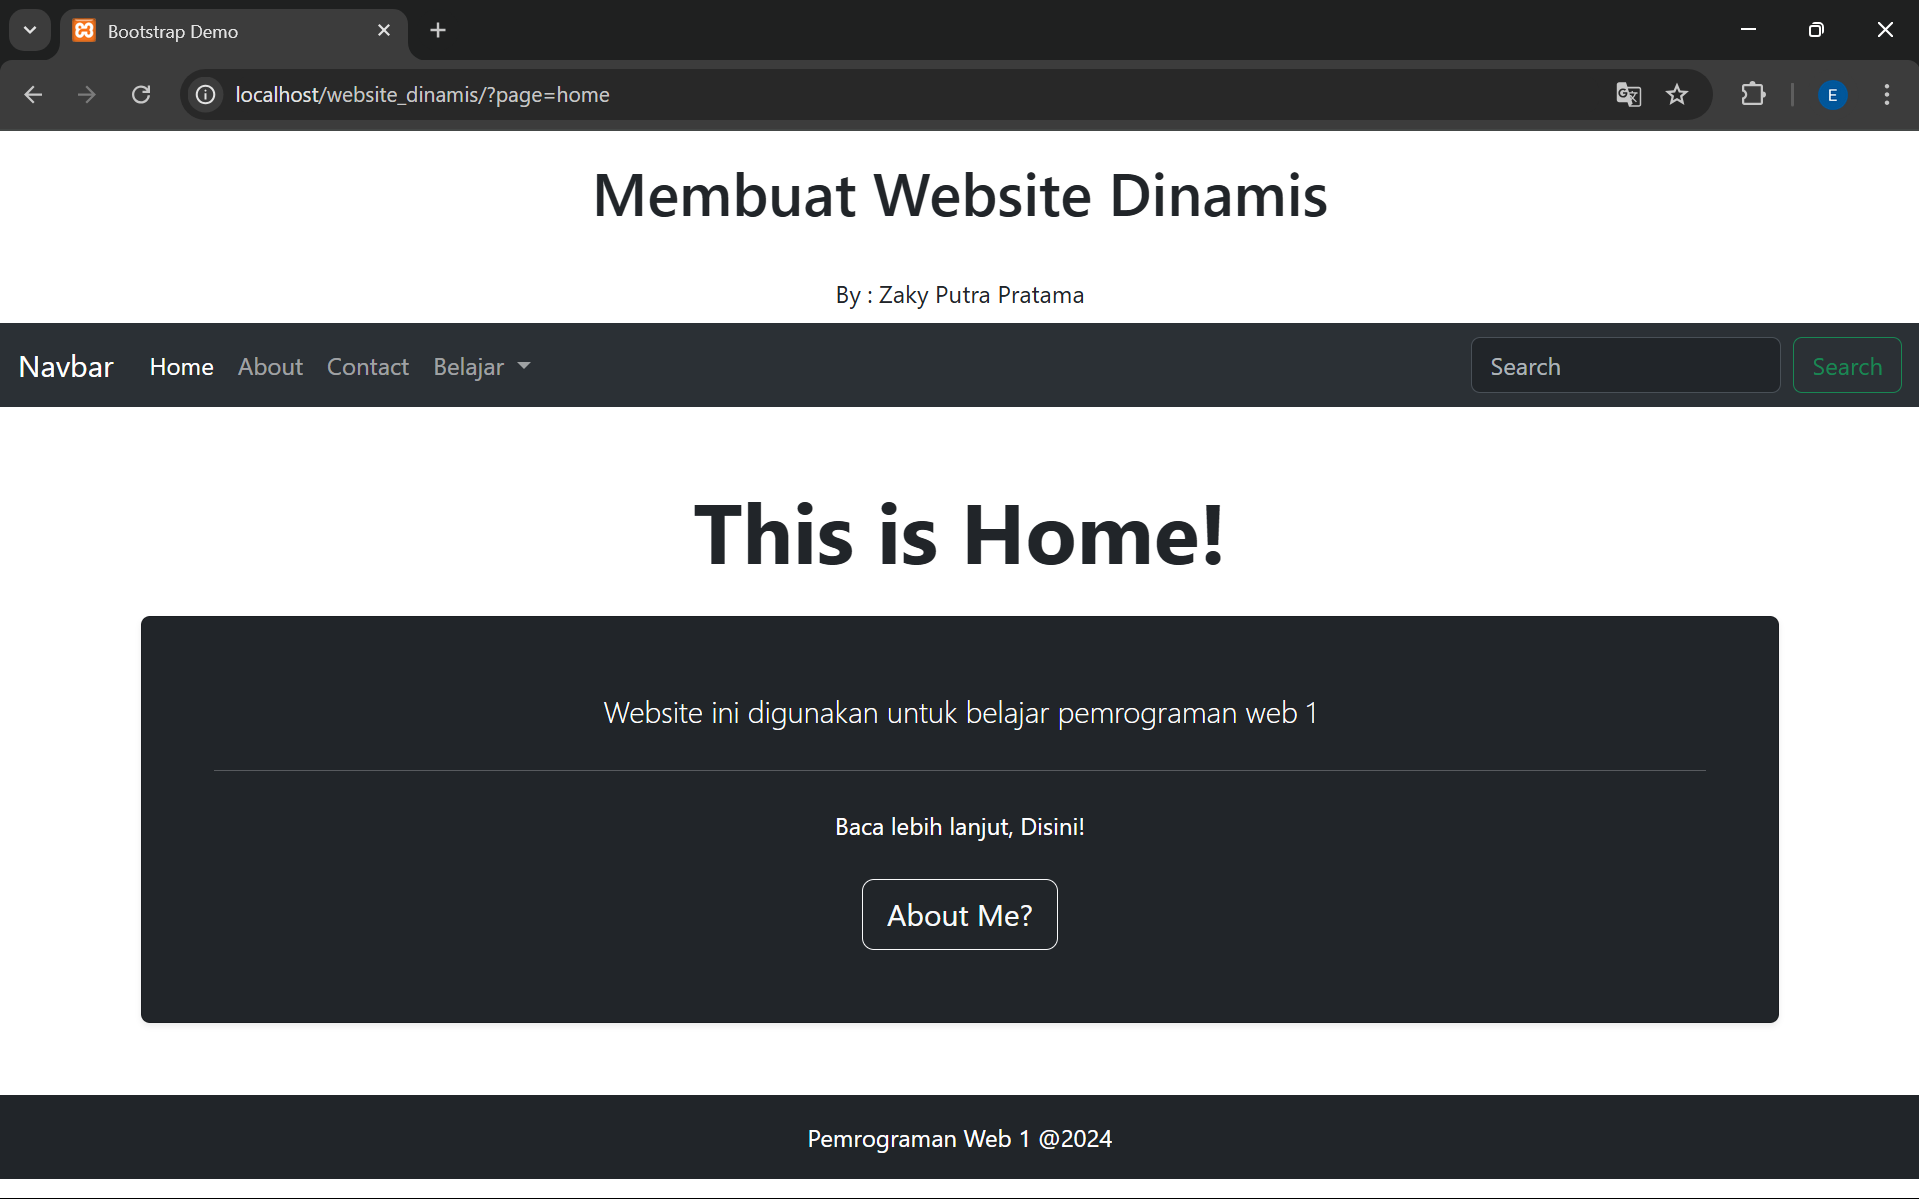 Bootstrap Demo
localhost/website_dinamis/?page=home
E
Membuat Website Dinamis
By : Zaky Putra Pratama
Navbar Home About Contact Belajar Search Search
This is Home!
Website ini digunakan untuk belajar pemrograman web 1
Baca lebih lanjut, Disini!
About Me?
Pemrograman Web 1 @2024